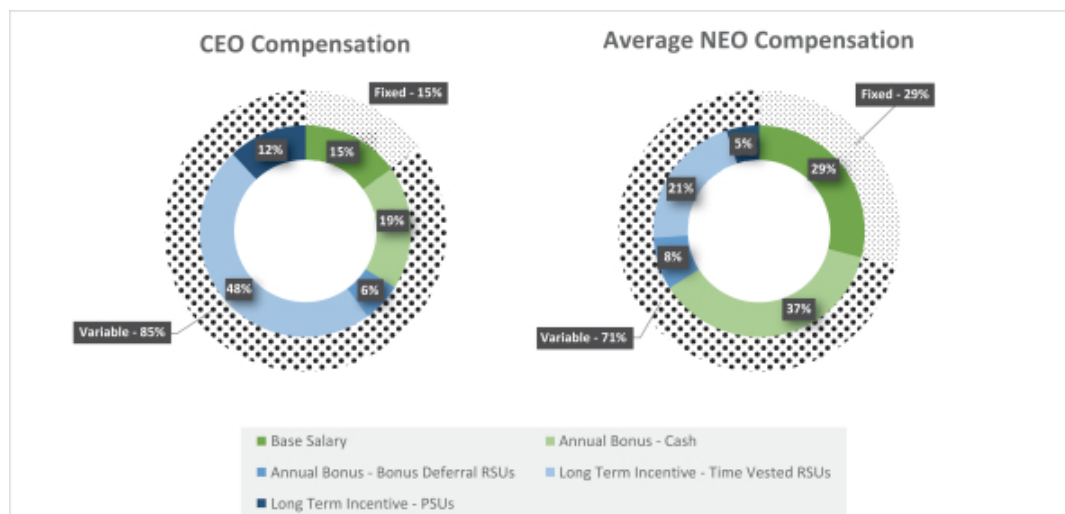 CEO Compensation
Fixed - 15%
12%
15%
19%
48%
6%
Variable - 85%
Average NEO Compensation
Fixed - 29%
5%
29%
21%
8%
37%
Variable - 71%
Base Salary
Annual Bonus - Cash
Annual Bonus - Bonus Deferral RSUs
Long Term Incentive - Time Vested RSUs
Long Term Incentive - PSUs